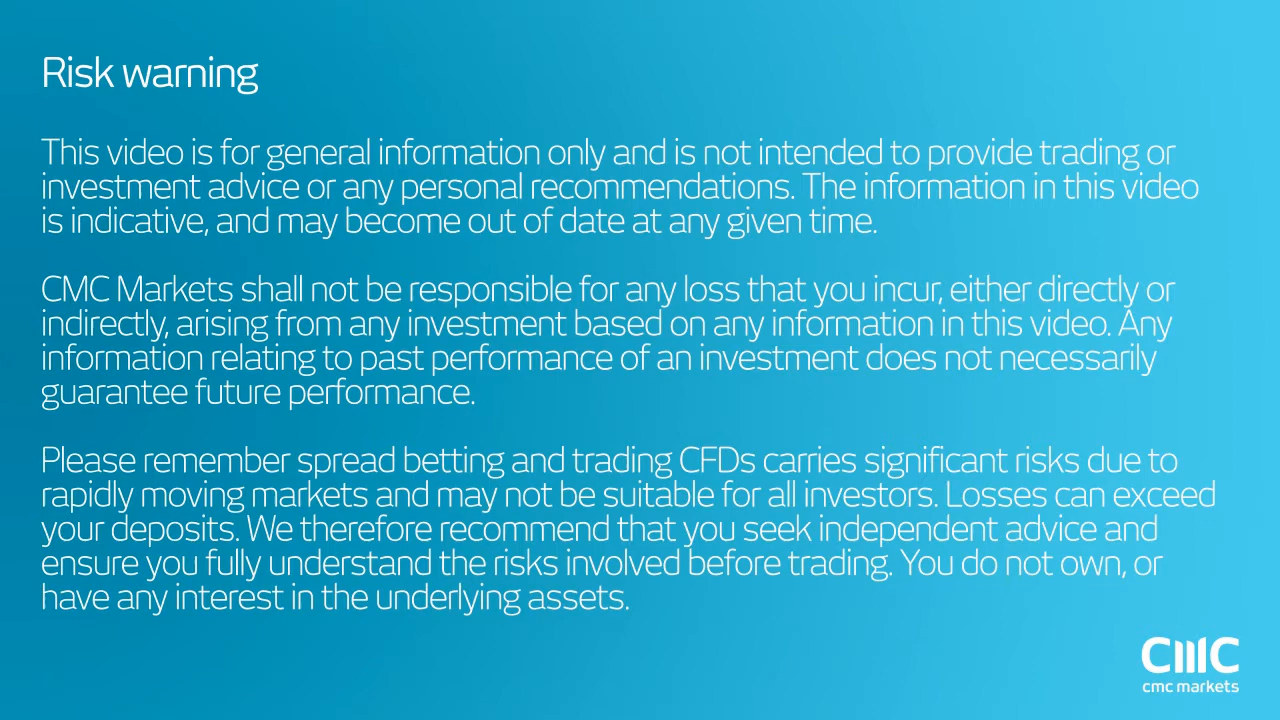 Risk warning
This video is for general information only and is not intended to provide trading or
investment advice or any personal recommendations. The information in this video
is indicative, and may become out of date at any given time.
CMC Markets shall not be responsible for any loss that you incur, either directly or
indirectly, arising from any investment based on any information in this video. Any
information relating to past performance of an investment does not necessarily
guarantee future performance.
Please remember spread betting and trading CFDs carries significant risks due to
rapidly moving markets and may not be suitable for all investors. Losses can exceed
your deposits. We therefore recommend that you seek independent advice and
ensure you fully understand the risks involved before trading. You do not own, or
have any interest in the underlying assets.
CMC
cmc markets